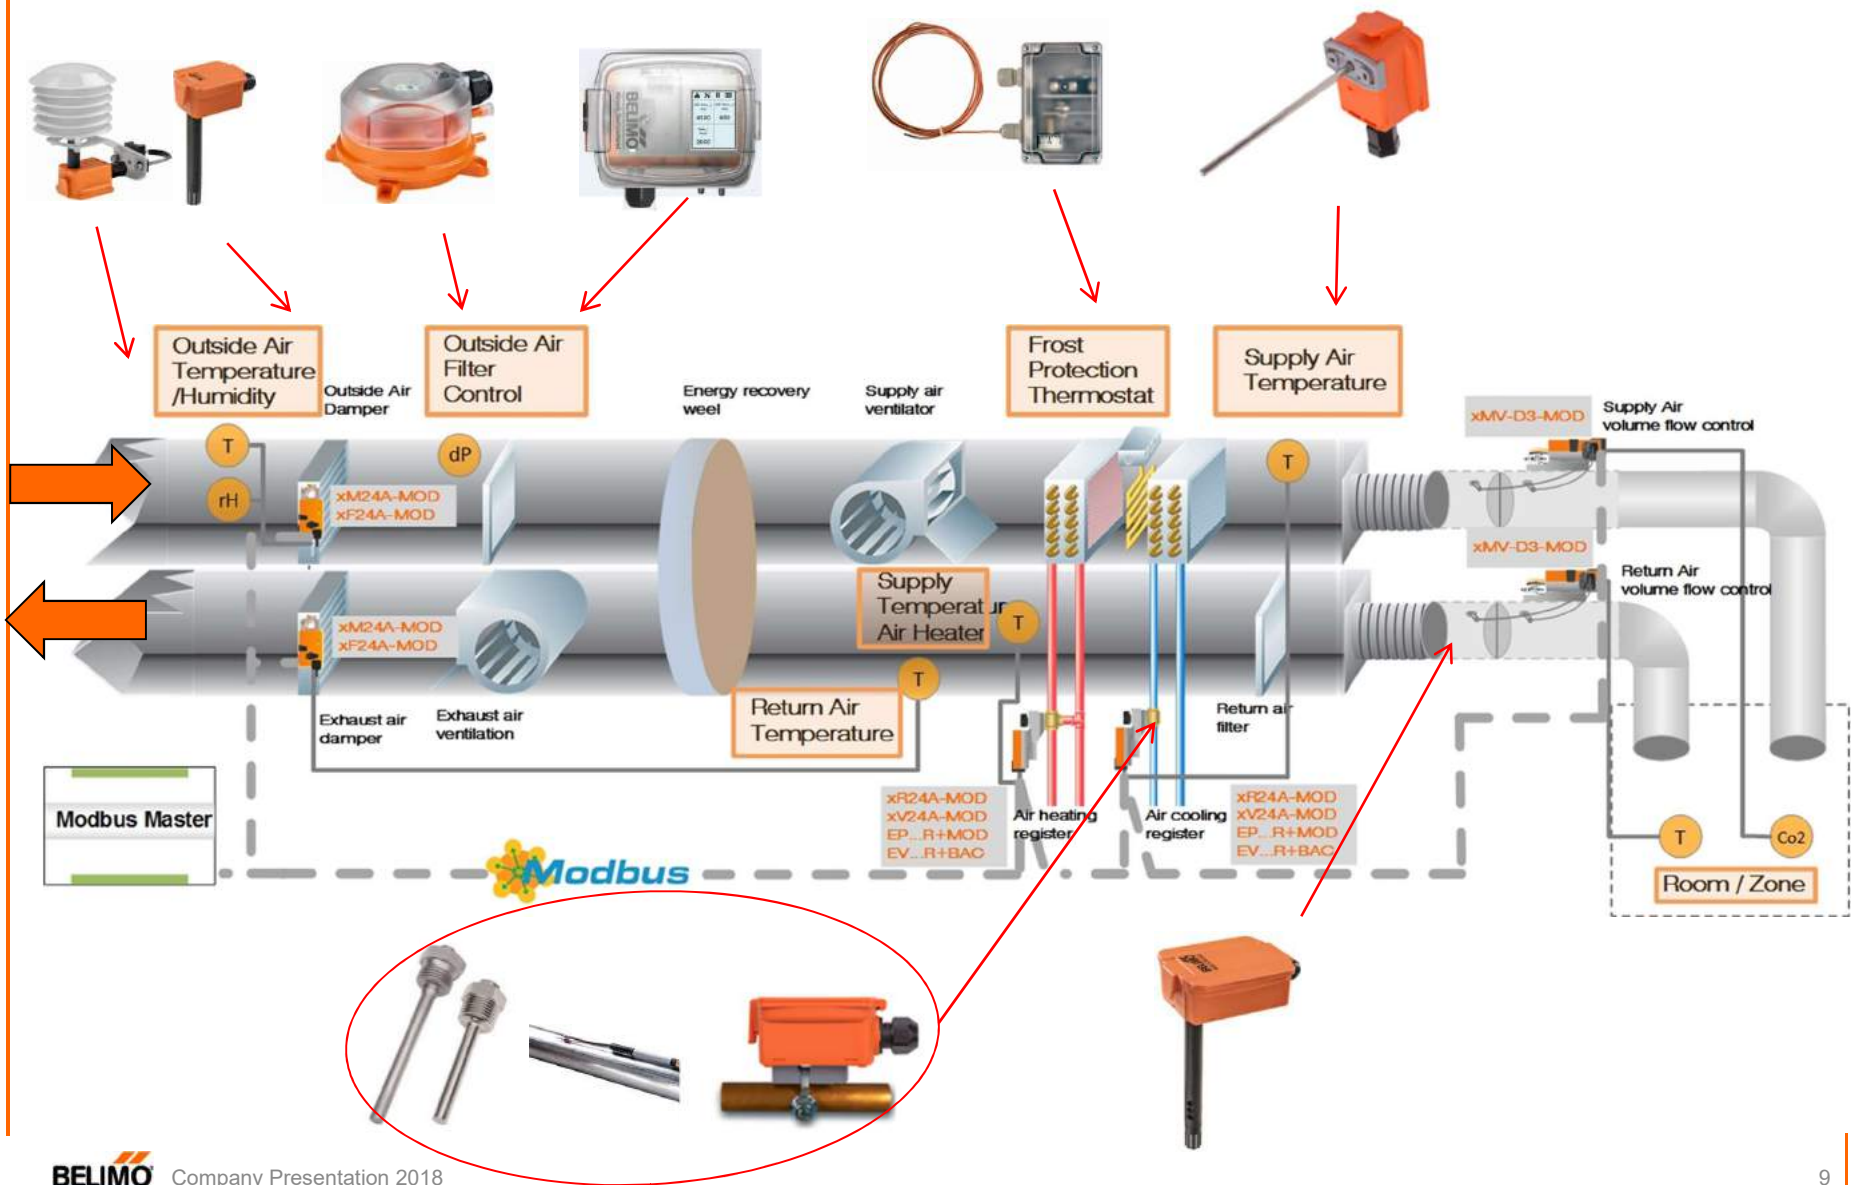 BELIMO
Outside Air
Temperature
/Humidity
Outside Air
Damper
Outside Air
Filter
Control
Energy recovery
weel
Supply air
ventilator
Frost
Protection
Thermostat
Supply Air
Temperature
xMV-D3-MOD
Supply Air
volume flow control
T
rH
dP
T
xM24A-MOD
xF24A-MOD
xMV-D3-MOD
Return Air
volume flow control
xM24A-MOD
xF24A-MOD
Supply
Temperatur
Air Heater
T
T
Return Air
Temperature
Exhaust air
damper
Exhaust air
ventilation
Return air
filter
Modbus Master
xR24A-MOD
xV24A-MOD
EP...R+MOD
EV...R+BAC
Air heating
register
Air cooling
register
xR24A-MOD
xV24A-MOD
EP...R+MOD
EV...R+BAC
T
Co2
Room / Zone
Modbus
BELIMO
BELIMO Company Presentation 2018
9